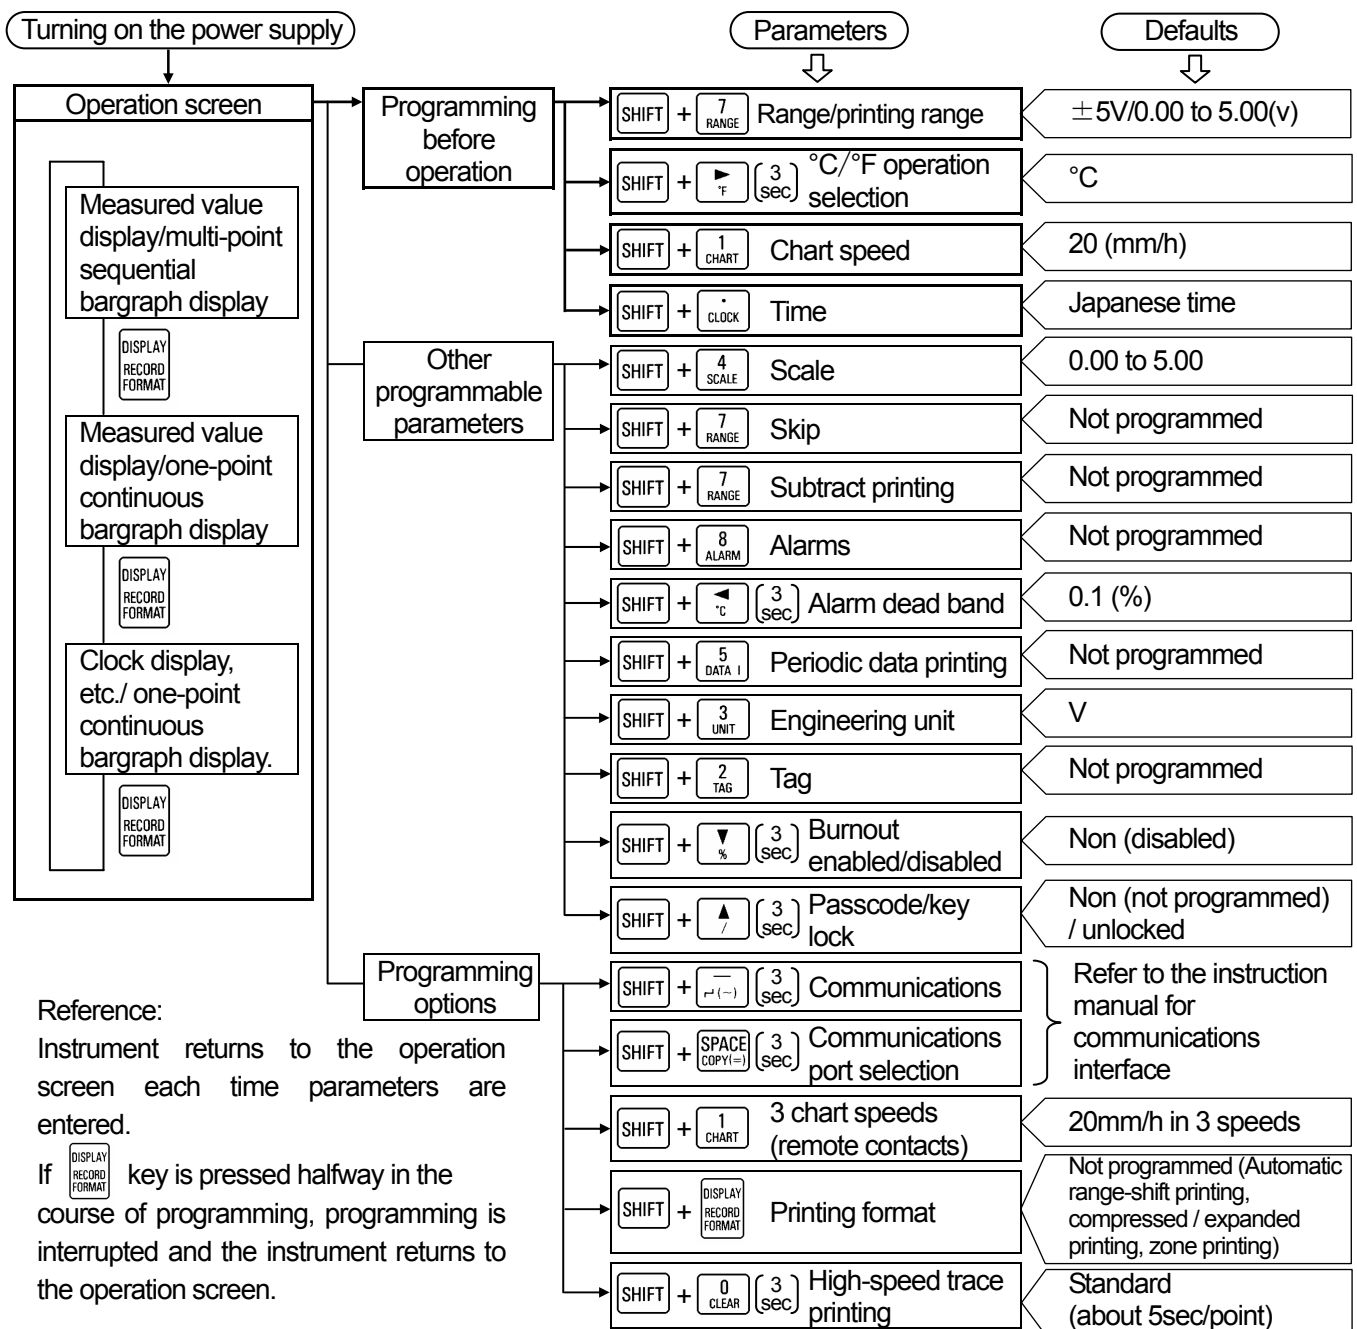 Turning on the power supply
Parameters
Defaults
Operation screen
Measured value
display/multi-point
sequential
bargraph display
DISPLAY
RECORD
FORMAT
Measured value
display/one-point
continuous
bargraph display
DISPLAY
RECORD
FORMAT
Clock display,
etc./ one-point
continuous
bargraph display.
DISPLAY
RECORD
FORMAT
Programming
before
operation
SHIFT + 7 RANGE Range/printing range
±5V/0.00 to 5.00(v)
SHIFT + ► °F (3 sec) °C/°F operation
selection
°C
SHIFT + 1 CHART Chart speed
20 (mm/h)
SHIFT + . CLOCK Time
Japanese time
Other
programmable
parameters
SHIFT + 4 SCALE Scale
0.00 to 5.00
SHIFT + 7 RANGE Skip
Not programmed
SHIFT + 7 RANGE Subtract printing
Not programmed
SHIFT + 8 ALARM Alarms
Not programmed
SHIFT + ◄ °C (3 sec) Alarm dead band
0.1 (%)
SHIFT + 5 DATA I Periodic data printing
Not programmed
SHIFT + 3 UNIT Engineering unit
V
SHIFT + 2 TAG Tag
Not programmed
SHIFT + ▼ % (3 sec) Burnout
enabled/disabled
Non (disabled)
SHIFT + ▲ / (3 sec) Passcode/key
lock
Non (not programmed)
/ unlocked
Programming
options
SHIFT + — ⌐(−) (3 sec) Communications
SHIFT + SPACE COPY(=) (3 sec) Communications
port selection
Refer to the instruction
manual for
communications
interface
SHIFT + 1 CHART 3 chart speeds
(remote contacts)
20mm/h in 3 speeds
SHIFT + DISPLAY RECORD FORMAT Printing format
Not programmed (Automatic
range-shift printing,
compressed / expanded
printing, zone printing)
SHIFT + 0 CLEAR (3 sec) High-speed trace
printing
Standard
(about 5sec/point)
Reference:
Instrument returns to the operation
screen each time parameters are
entered.
If DISPLAY RECORD FORMAT key is pressed halfway in the
course of programming, programming is
interrupted and the instrument returns to
the operation screen.